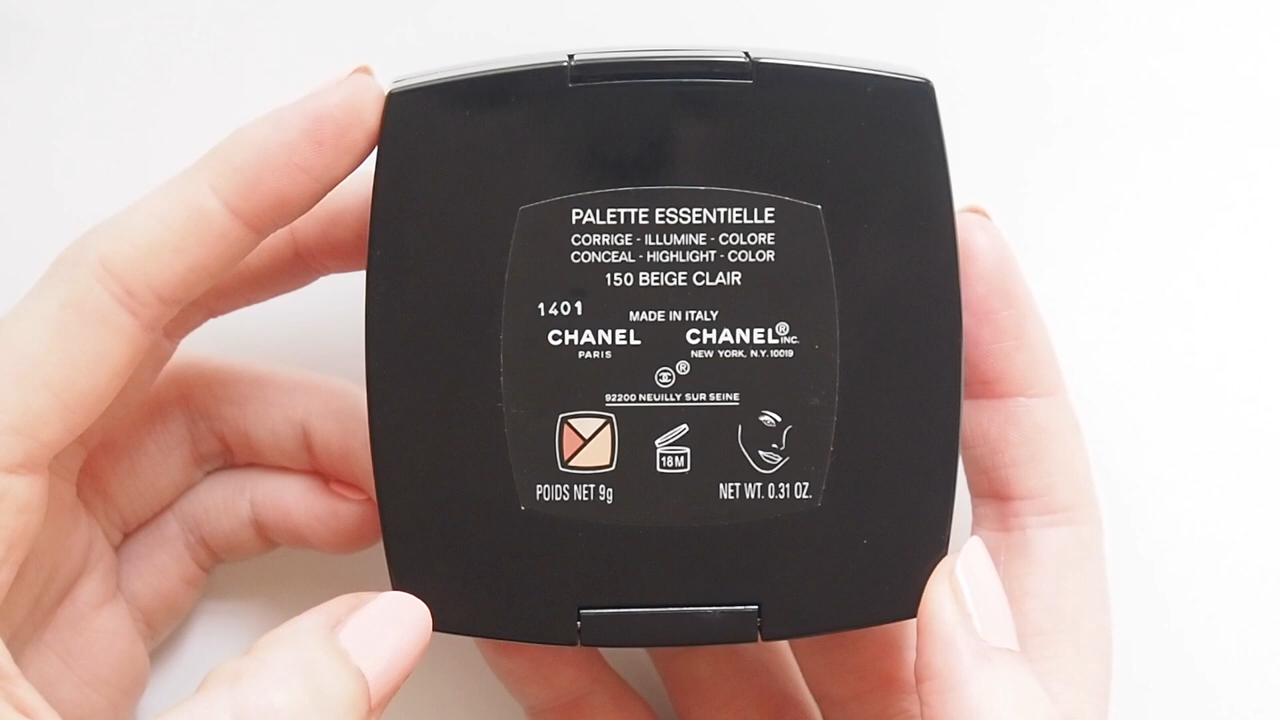 PALETTE ESSENTIELLE
CORRIGE - ILLUMINE - COLORE
CONCEAL - HIGHLIGHT - COLOR
150 BEIGE CLAIR
1401
MADE IN ITALY
CHANEL CHANEL® INC.
PARIS NEW YORK, N.Y. 10019
®
92200 NEUILLY SUR SEINE
18M
POIDS NET 9g NET WT. 0.31 OZ.